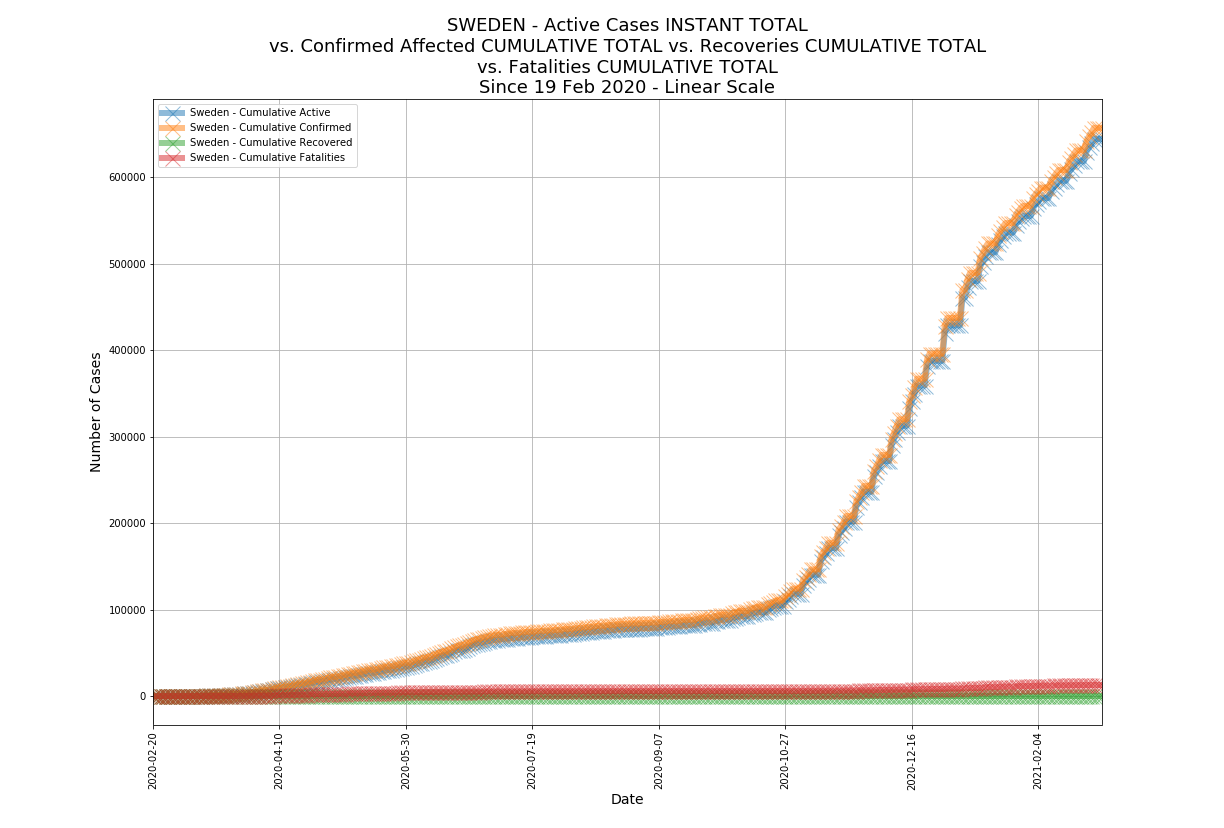 SWEDEN - Active Cases INSTANT TOTAL
vs. Confirmed Affected CUMULATIVE TOTAL vs. Recoveries CUMULATIVE TOTAL
vs. Fatalities CUMULATIVE TOTAL
Since 19 Feb 2020 - Linear Scale
Sweden - Cumulative Active
Sweden - Cumulative Confirmed
Sweden - Cumulative Recovered
Sweden - Cumulative Fatalities
600000
500000
400000
300000
200000
100000
0
Number of Cases
2020-02-20
2020-04-10
2020-05-30
2020-07-19
2020-09-07
2020-10-27
2020-12-16
2021-02-04
Date